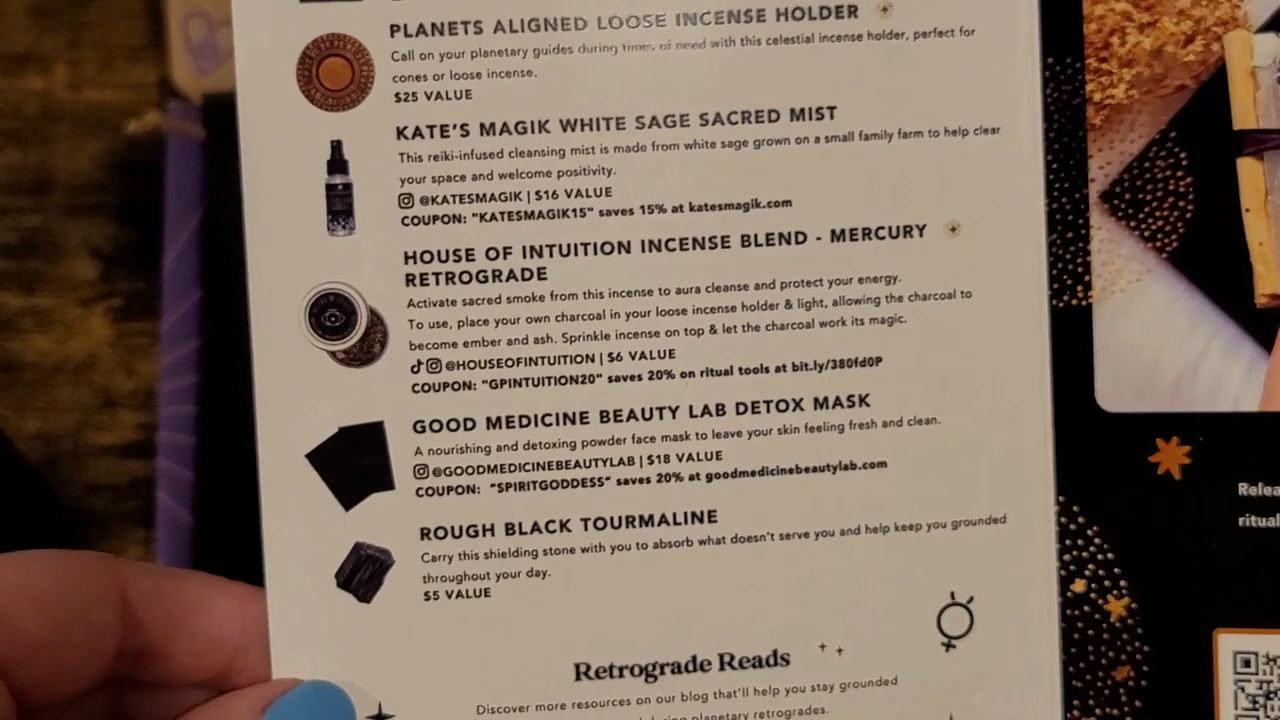 PLANETS ALIGNED LOOSE INCENSE HOLDER
Call on your planetary guides during times of need with this celestial incense holder, perfect for
cones or loose incense.
$25 VALUE
KATE'S MAGIK WHITE SAGE SACRED MIST
This reiki-infused cleansing mist is made from white sage grown on a small family farm to help clear
your space and welcome positivity.
@KATESMAGIK | $16 VALUE
COUPON: "KATESMAGIK15" saves 15% at katesmagik.com
HOUSE OF INTUITION INCENSE BLEND - MERCURY
RETROGRADE
Activate sacred smoke from this incense to aura cleanse and protect your energy.
To use, place your own charcoal in your loose incense holder & light, allowing the charcoal to
become ember and ash. Sprinkle incense on top & let the charcoal work its magic.
@HOUSEOFINTUITION | $6 VALUE
COUPON: "GPINTUITION20" saves 20% on ritual tools at bit.ly/380fd0P
GOOD MEDICINE BEAUTY LAB DETOX MASK
A nourishing and detoxing powder face mask to leave your skin feeling fresh and clean.
@GOODMEDICINEBEAUTYLAB | $18 VALUE
COUPON: "SPIRITGODDESS" saves 20% at goodmedicinebeautylab.com
ROUGH BLACK TOURMALINE
Carry this shielding stone with you to absorb what doesn't serve you and help keep you grounded
throughout your day.
$5 VALUE
Retrograde Reads
Discover more resources on our blog that'll help you stay grounded
planetary retrogrades.
ritual